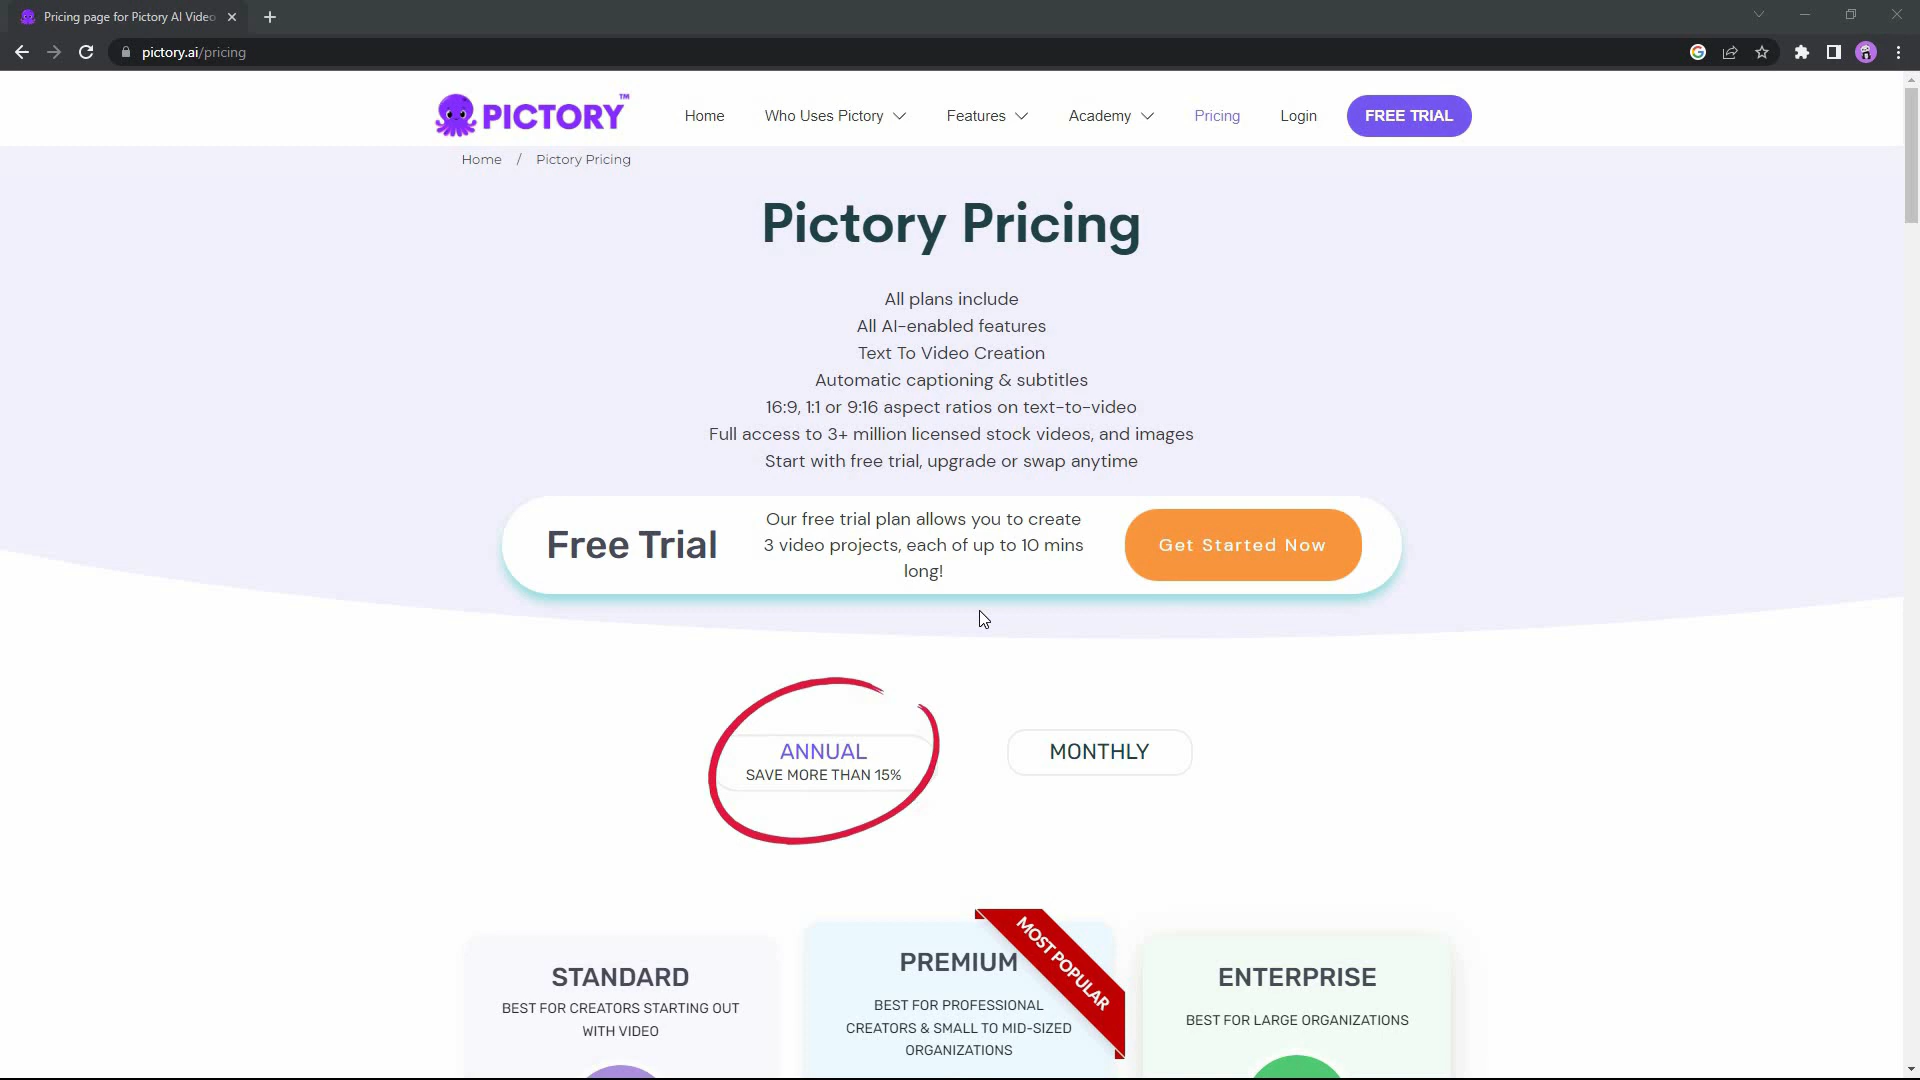 Pricing page for Pictory AI Video
pictory.ai/pricing
PICTORY™
Home
Who Uses Pictory
Features
Academy
Pricing
Login
FREE TRIAL
Home / Pictory Pricing
Pictory Pricing
All plans include
All AI-enabled features
Text To Video Creation
Automatic captioning & subtitles
16:9, 1:1 or 9:16 aspect ratios on text-to-video
Full access to 3+ million licensed stock videos, and images
Start with free trial, upgrade or swap anytime
Free Trial
Our free trial plan allows you to create
3 video projects, each of up to 10 mins
long!
Get Started Now
ANNUAL
SAVE MORE THAN 15%
MONTHLY
STANDARD
BEST FOR CREATORS STARTING OUT
WITH VIDEO
PREMIUM
MOST POPULAR
BEST FOR PROFESSIONAL
CREATORS & SMALL TO MID-SIZED
ORGANIZATIONS
ENTERPRISE
BEST FOR LARGE ORGANIZATIONS